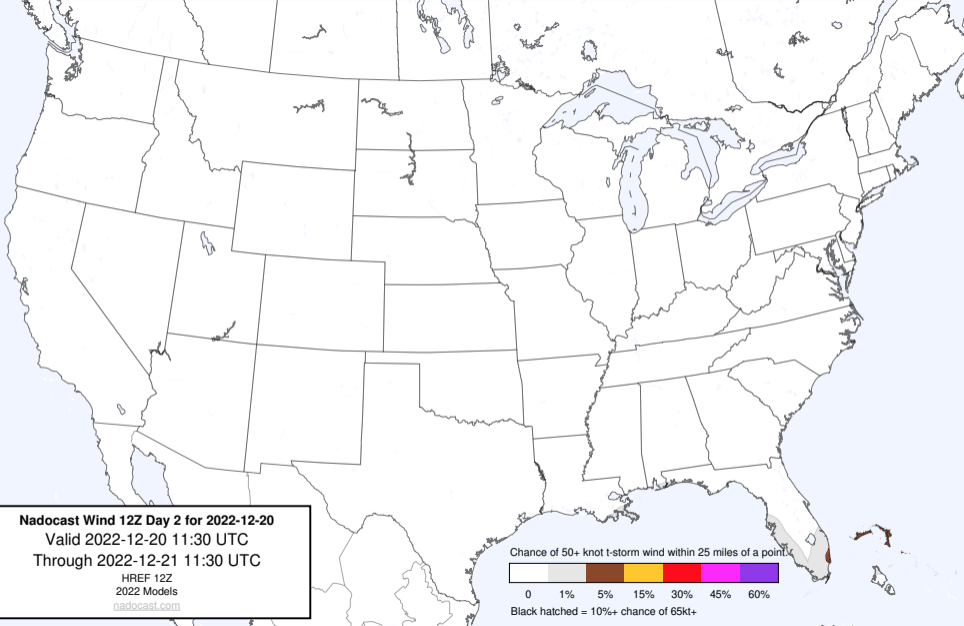 Nadocast Wind 12Z Day 2 for 2022-12-20
Valid 2022-12-20 11:30 UTC
Through 2022-12-21 11:30 UTC
HREF 12Z
2022 Models
nadocast.com
Chance of 50+ knot t-storm wind within 25 miles of a point.
0 1% 5% 15% 30% 45% 60%
Black hatched = 10%+ chance of 65kt+